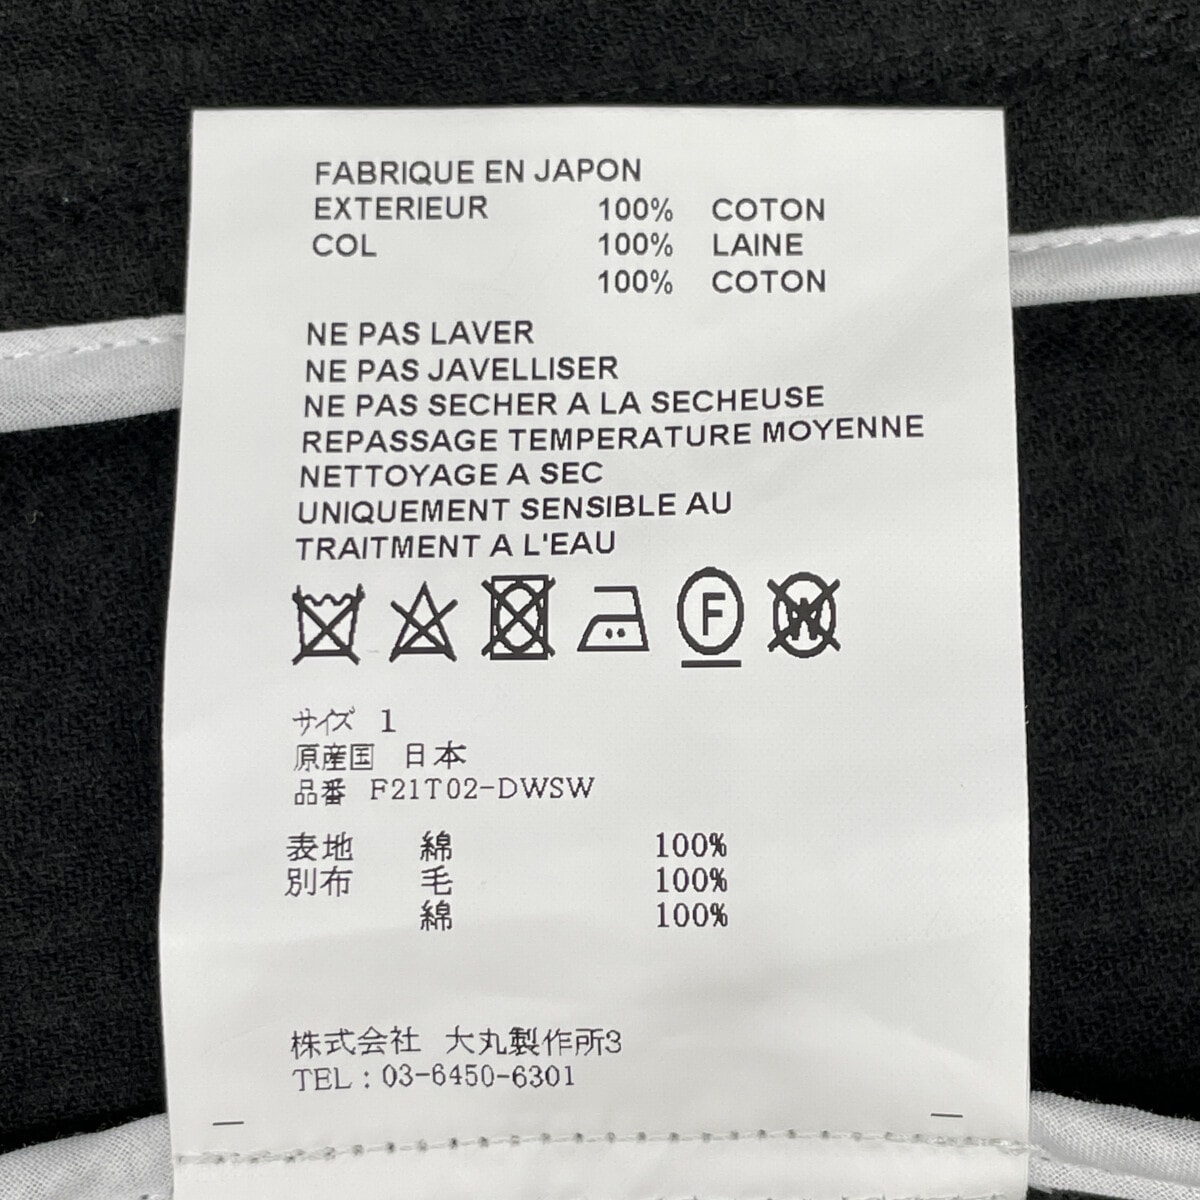 FABRIQUE EN JAPON
EXTERIEUR 100% COTON
COL 100% LAINE
100% COTON
NE PAS LAVER
NE PAS JAVELLISER
NE PAS SECHER A LA SECHEUSE
REPASSAGE TEMPERATURE MOYENNE
NETTOYAGE A SEC
UNIQUEMENT SENSIBLE AU
TRAITMENT A L'EAU
F W
サイズ 1
原産国 日本
品番 F21T02-DWSW
表地 綿 100%
別布 毛 100%
綿 100%
株式会社 大丸製作所3
TEL : 03-6450-6301